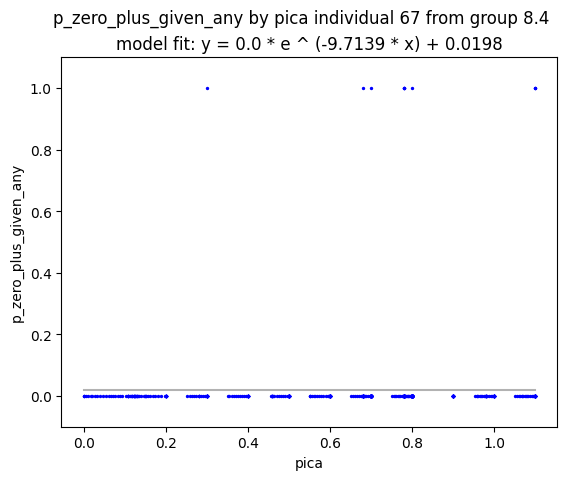 p_zero_plus_given_any by pica individual 67 from group 8.4
model fit: y = 0.0 * e ^ (-9.7139 * x) + 0.0198
1.0
0.8
0.6
0.4
0.2
0.0
p_zero_plus_given_any
0.0 0.2 0.4 0.6 0.8 1.0
pica